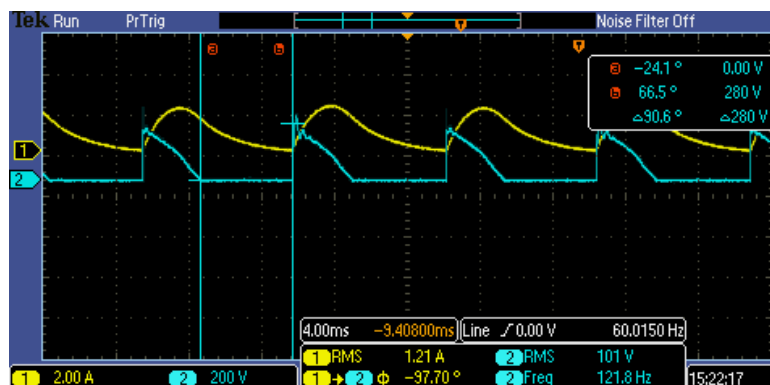 Tek Run PrTrig Noise Filter Off
a b T
a −24.1 ° 0.00 V
b 66.5 ° 280 V
△90.6 ° △280 V
1
2
4.00ms −9.40800ms Line ∫ 0.00 V 60.0150 Hz
1 RMS 1.21 A 2 RMS 101 V
1 → 2 Φ −97.70 ° 2 Freq 121.8 Hz
1 2.00 A 2 200 V 15:22:17